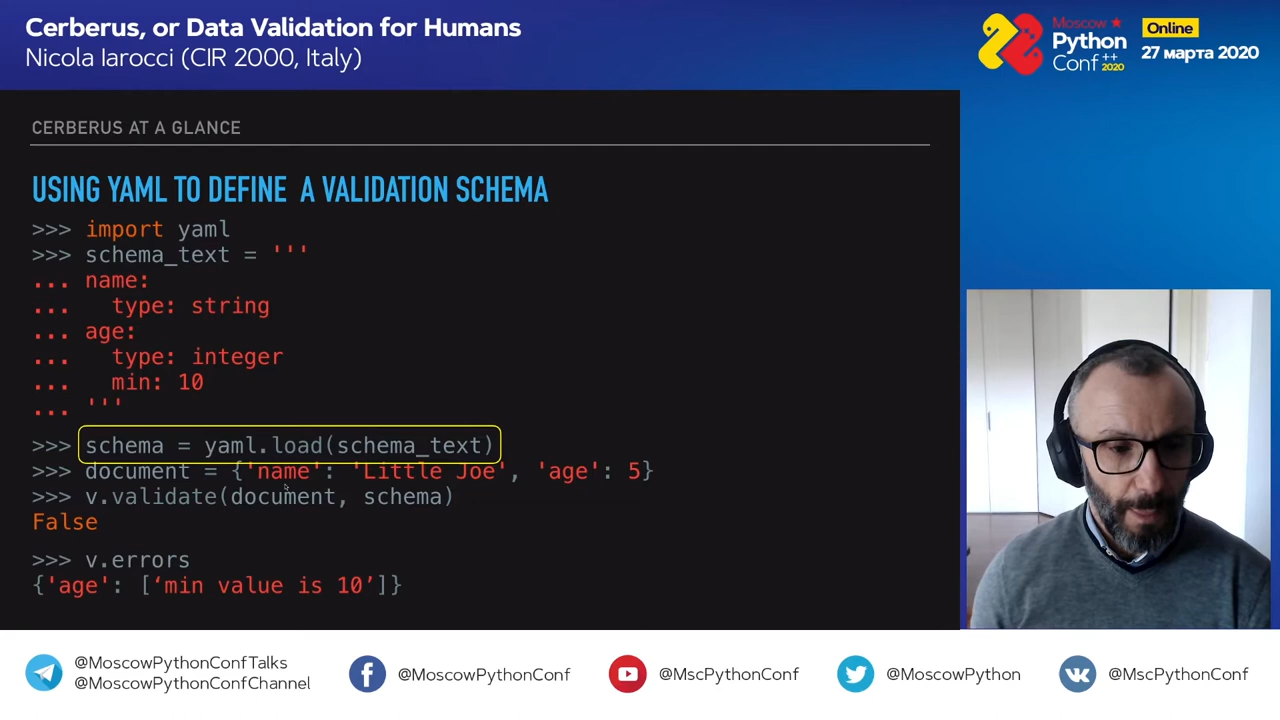 Cerberus, or Data Validation for Humans
Nicola Iarocci (CIR 2000, Italy)
Moscow
Python
Conf ++
2020
Online
27 марта 2020
CERBERUS AT A GLANCE
USING YAML TO DEFINE A VALIDATION SCHEMA
>>> import yaml
>>> schema_text = '''
... name:
...   type: string
... age:
...   type: integer
...   min: 10
... '''
>>> schema = yaml.load(schema_text)
>>> document = {'name': 'Little Joe', 'age': 5}
>>> v.validate(document, schema)
False
>>> v.errors
{'age': [‘min value is 10’]}
@MoscowPythonConfTalks
@MoscowPythonConfChannel
@MoscowPythonConf
@MscPythonConf
@MoscowPython
@MscPythonConf